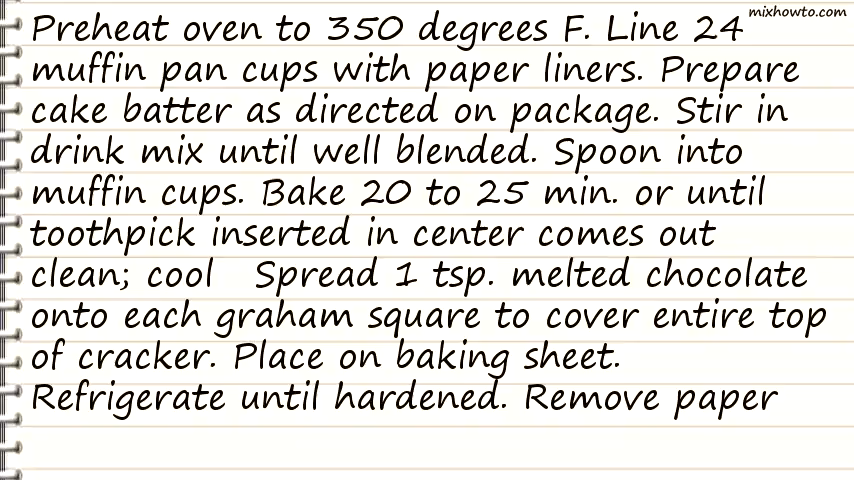 mixhowto.com
Preheat oven to 350 degrees F. Line 24
muffin pan cups with paper liners. Prepare
cake batter as directed on package. Stir in
drink mix until well blended. Spoon into
muffin cups. Bake 20 to 25 min. or until
toothpick inserted in center comes out
clean; cool   Spread 1 tsp. melted chocolate
onto each graham square to cover entire top
of cracker. Place on baking sheet.
Refrigerate until hardened. Remove paper